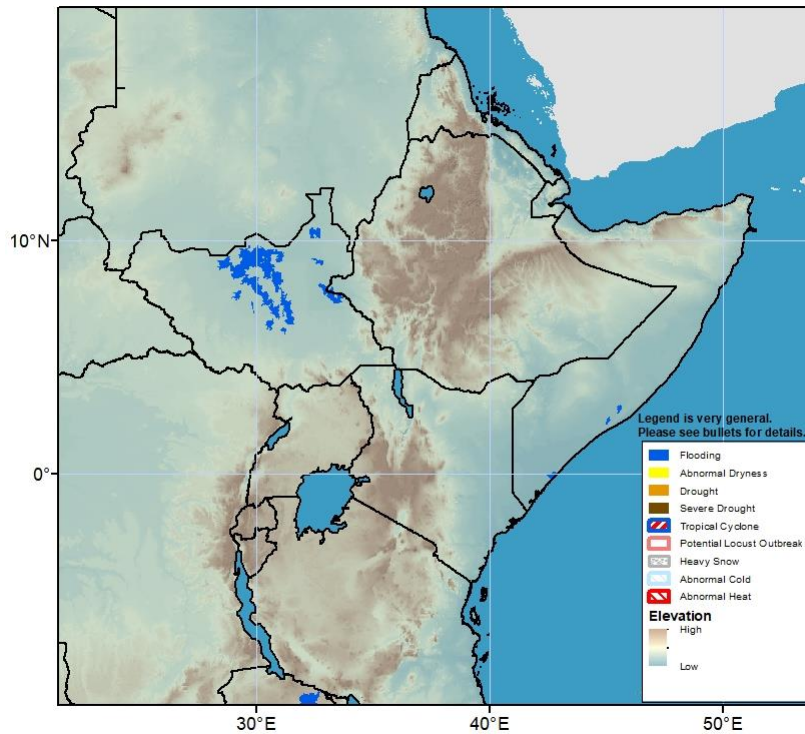 10°N
0°
30°E
40°E
50°E
Legend is very general.
Please see bullets for details.
Flooding
Abnormal Dryness
Drought
Severe Drought
Tropical Cyclone
Potential Locust Outbreak
Heavy Snow
Abnormal Cold
Abnormal Heat
Elevation
High
Low